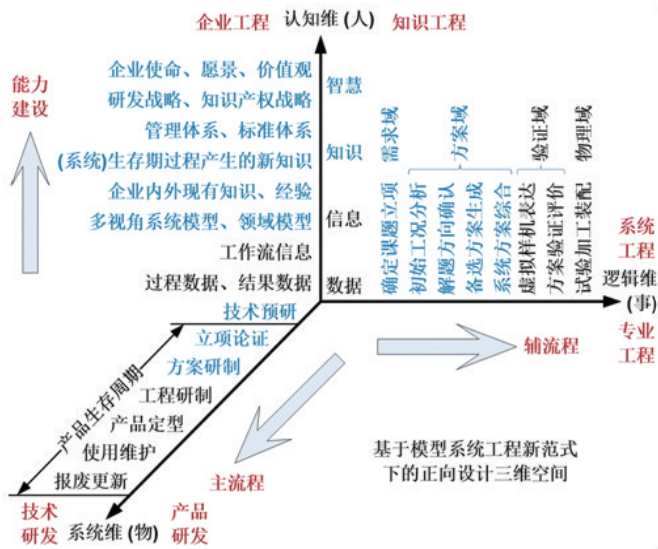 企业工程 认知维 (人) 知识工程
能力
建设
企业使命、愿景、价值观
研发战略、知识产权战略
管理体系、标准体系
(系统)生存期过程产生的新知识
企业内外现有知识、经验
多视角系统模型、领域模型
工作流信息
过程数据、结果数据
智慧
知识
信息
数据
需求域
方案域
验证域
物理域
确定课题立项
初始工况分析
解题方向确认
备选方案生成
系统方案综合
虚拟样机表达
方案验证评价
试验加工装配
系统
工程
逻辑维
(事)
专业
工程
技术预研
立项论证
方案研制
工程研制
产品定型
使用维护
报废更新
产品生存周期
辅流程
主流程
基于模型系统工程新范式
下的正向设计三维空间
技术
研发
系统维 (物)
产品
研发